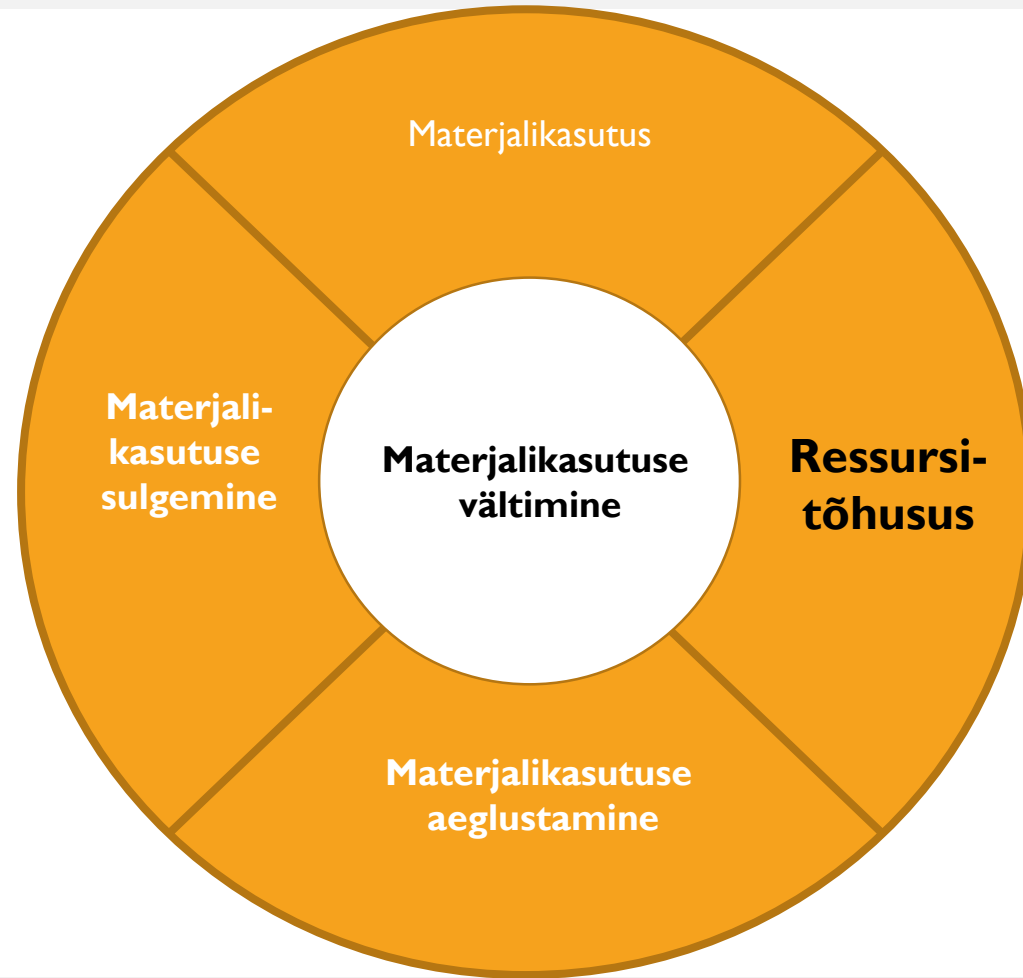 Materjalikasutus
Materjali-
kasutuse
sulgemine
Materjalikasutuse
vältimine
Ressursi-
tõhusus
Materjalikasutuse
aeglustamine